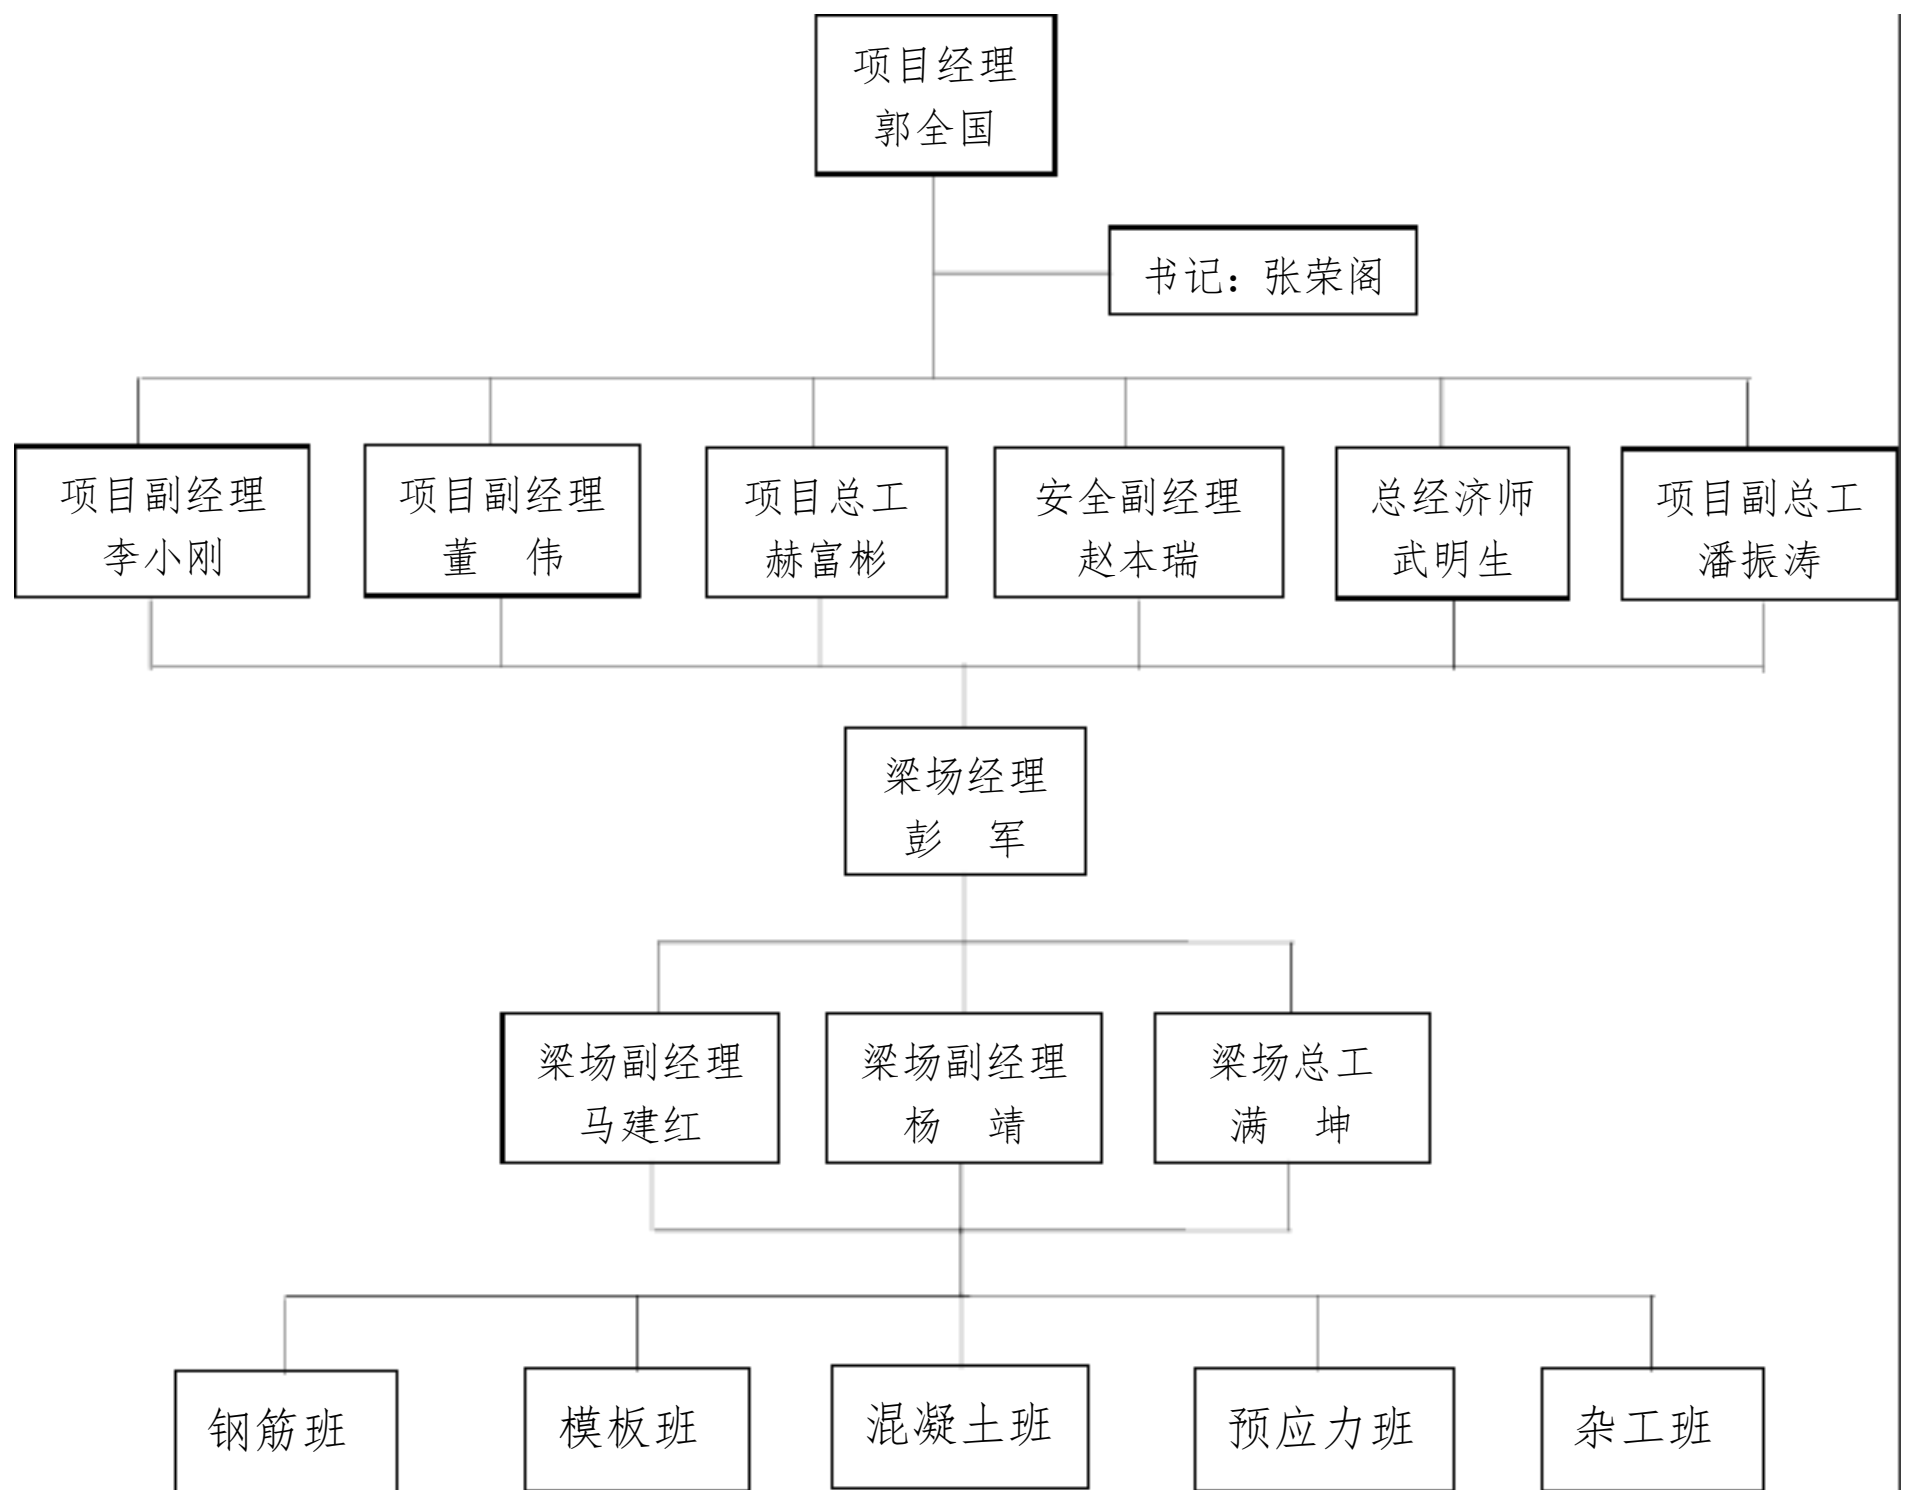 项目经理
郭全国
书记：张荣阁
项目副经理
李小刚
项目副经理
董　伟
项目总工
赫富彬
安全副经理
赵本瑞
总经济师
武明生
项目副总工
潘振涛
梁场经理
彭　军
梁场副经理
马建红
梁场副经理
杨　靖
梁场总工
满　坤
钢筋班
模板班
混凝土班
预应力班
杂工班